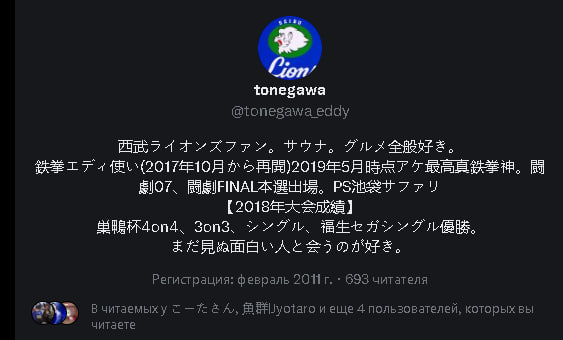 SEIBU
Lions
tonegawa
@tonegawa_eddy
西武ライオンズファン。サウナ。グルメ全般好き。
鉄拳エディ使い(2017年10月から再開)2019年5月時点アケ最高真鉄拳神。闘
劇07、闘劇FINAL本選出場。PS池袋サファリ
【2018年大会成績】
巣鴨杯4on4、3on3、シングル、福生セガシングル優勝。
まだ見ぬ面白い人と会うのが好き。
Регистрация: февраль 2011 г. · 693 читателя
В читаемых у こーたさん, 魚群Jyotaro и еще 4 пользователей, которых вы
читаете